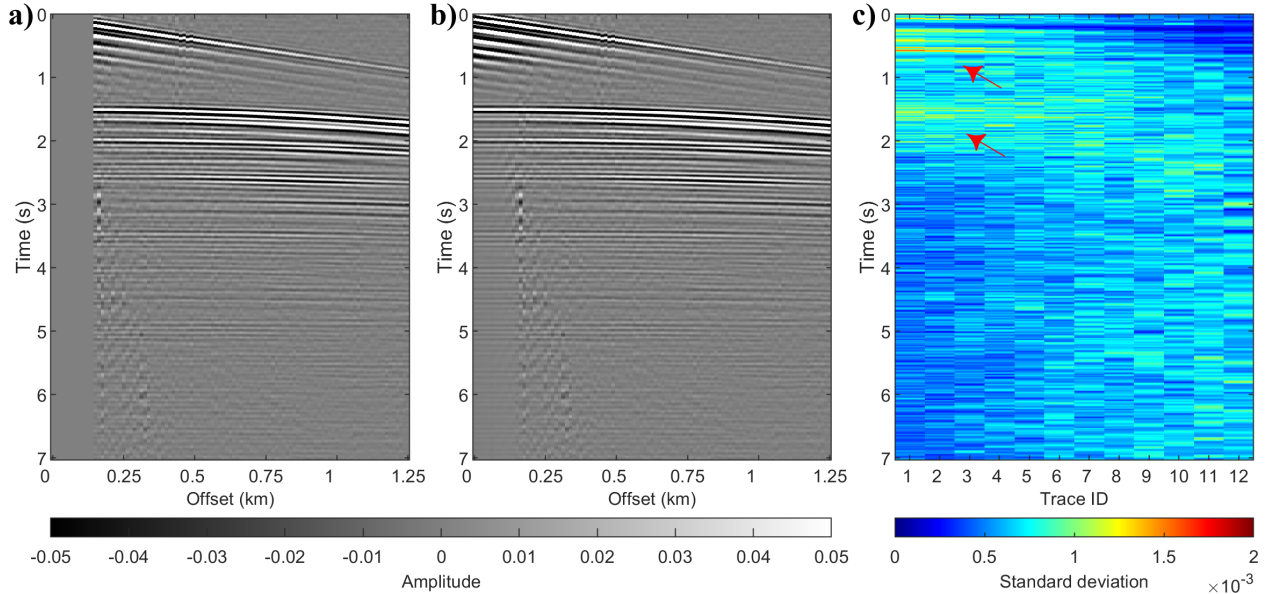 a)
0
1
2
3
4
5
6
7
Time (s)
0 0.25 0.5 0.75 1 1.25
Offset (km)
b)
0
1
2
3
4
5
6
7
Time (s)
0 0.25 0.5 0.75 1 1.25
Offset (km)
-0.05 -0.04 -0.03 -0.02 -0.01 0 0.01 0.02 0.03 0.04 0.05
Amplitude
c)
0
1
2
3
4
5
6
7
Time (s)
1 2 3 4 5 6 7 8 9 10 11 12
Trace ID
0 0.5 1 1.5 2
Standard deviation
×10⁻³